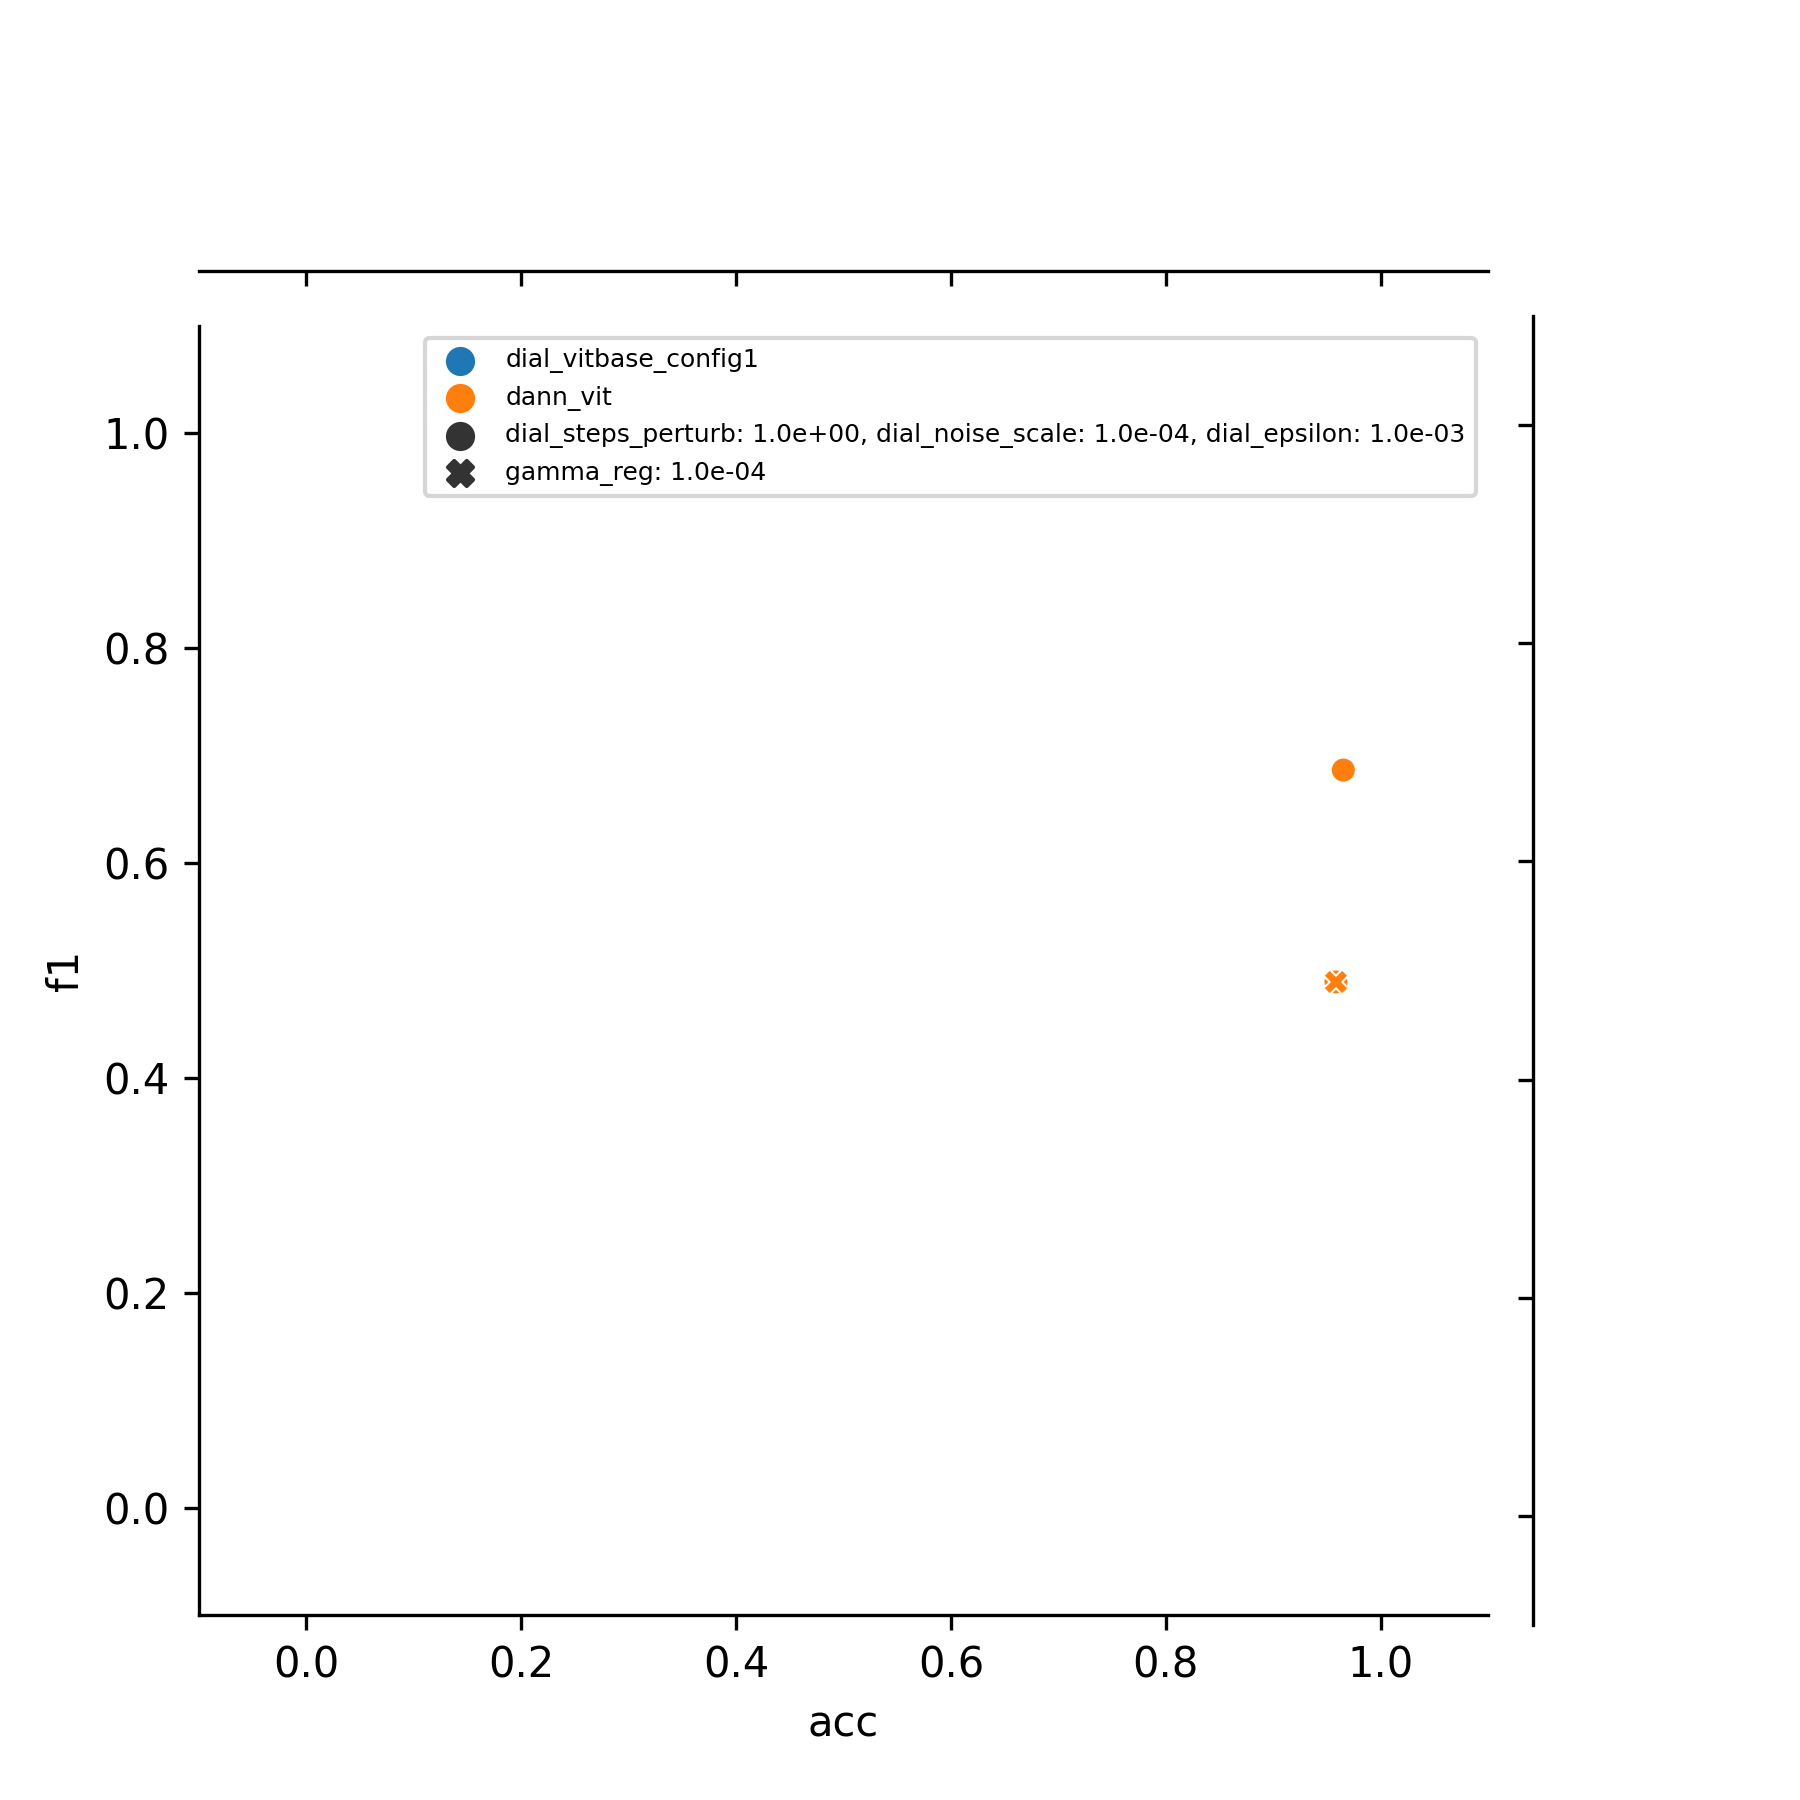 dial_vitbase_config1
dann_vit
dial_steps_perturb: 1.0e+00, dial_noise_scale: 1.0e-04, dial_epsilon: 1.0e-03
gamma_reg: 1.0e-04
1.0
0.8
0.6
0.4
0.2
0.0
f1
0.0 0.2 0.4 0.6 0.8 1.0
acc